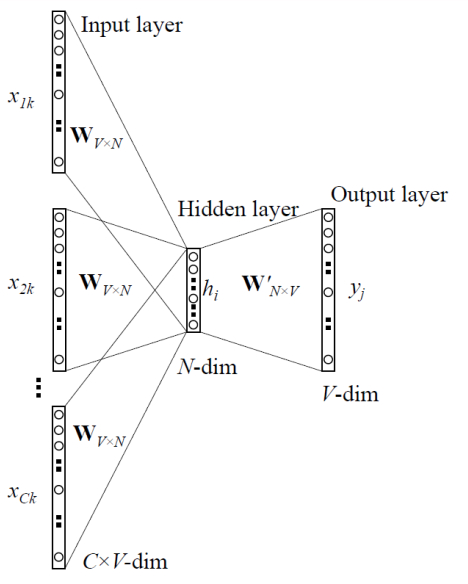 Input layer
x1k
WV×N
Hidden layer
Output layer
x2k
WV×N
hi
W'N×V
yj
N-dim
V-dim
WV×N
xCk
C×V-dim